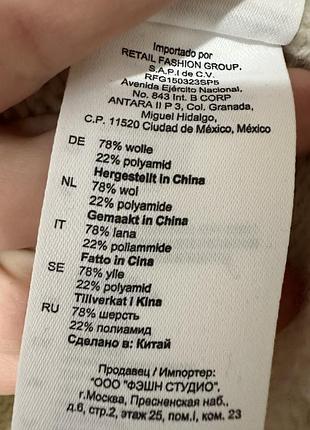 Importado por
RETAIL FASHION GROUP.
S.A.P.I de C.V.
RFG150323SP5
Avenida Ejército Nacional,
No. 843 Int. B CORP
ANTARA II P 3, Col. Granada,
Miguel Hidalgo,
C.P. 11520 Ciudad de México, México
DE 78% wolle
22% polyamid
Hergestellt in China
NL 78% wol
22% polyamide
Gemaakt in China
IT 78% lana
22% poliammide
Fatto in Cina
SE 78% ylle
22% polyamid
Tillverkat i Kina
RU 78% шерсть
22% полиамид
Сделано в: Китай
Продавец / Импортер:
"ООО "ФЭШН СТУДИО".
г.Москва, Пресненская наб.,
д.6, стр.2, этаж 25, пом.I, ком. 23